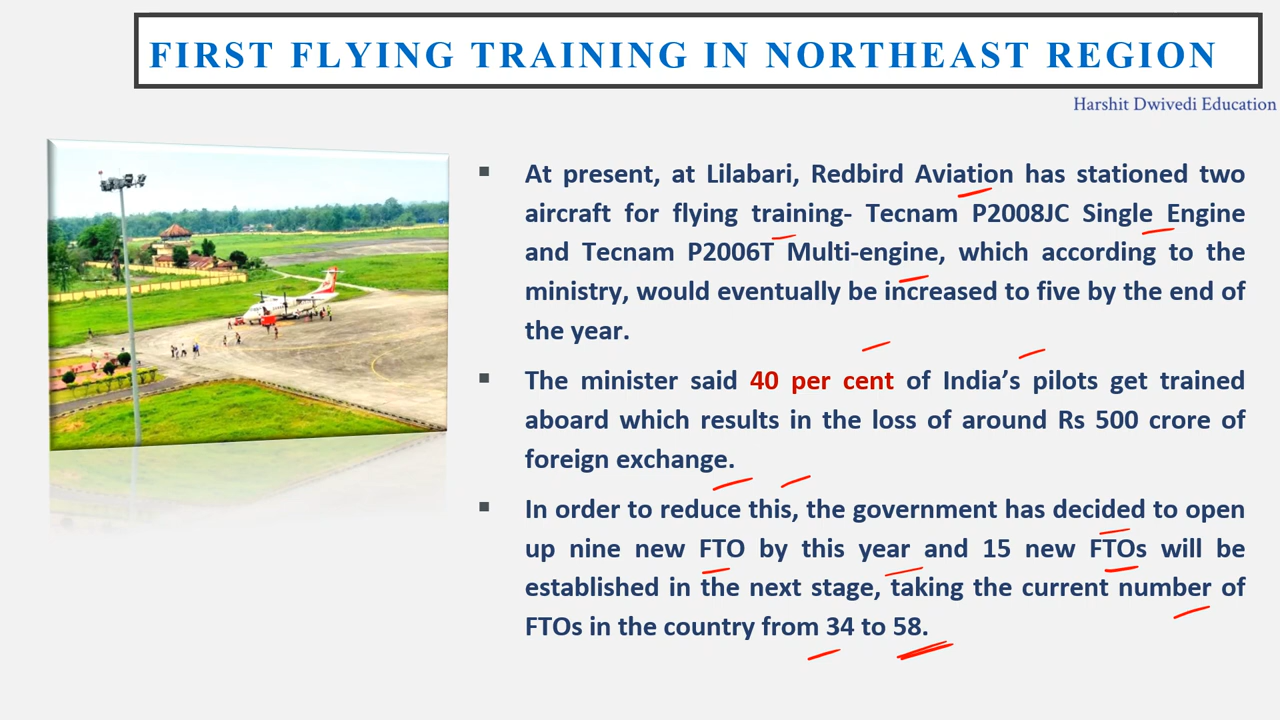 FIRST FLYING TRAINING IN NORTHEAST REGION
Harshit Dwivedi Education
▪ At present, at Lilabari, Redbird Aviation has stationed two
aircraft for flying training- Tecnam P2008JC Single Engine
and Tecnam P2006T Multi-engine, which according to the
ministry, would eventually be increased to five by the end of
the year.
▪ The minister said 40 per cent of India’s pilots get trained
aboard which results in the loss of around Rs 500 crore of
foreign exchange.
▪ In order to reduce this, the government has decided to open
up nine new FTO by this year and 15 new FTOs will be
established in the next stage, taking the current number of
FTOs in the country from 34 to 58.